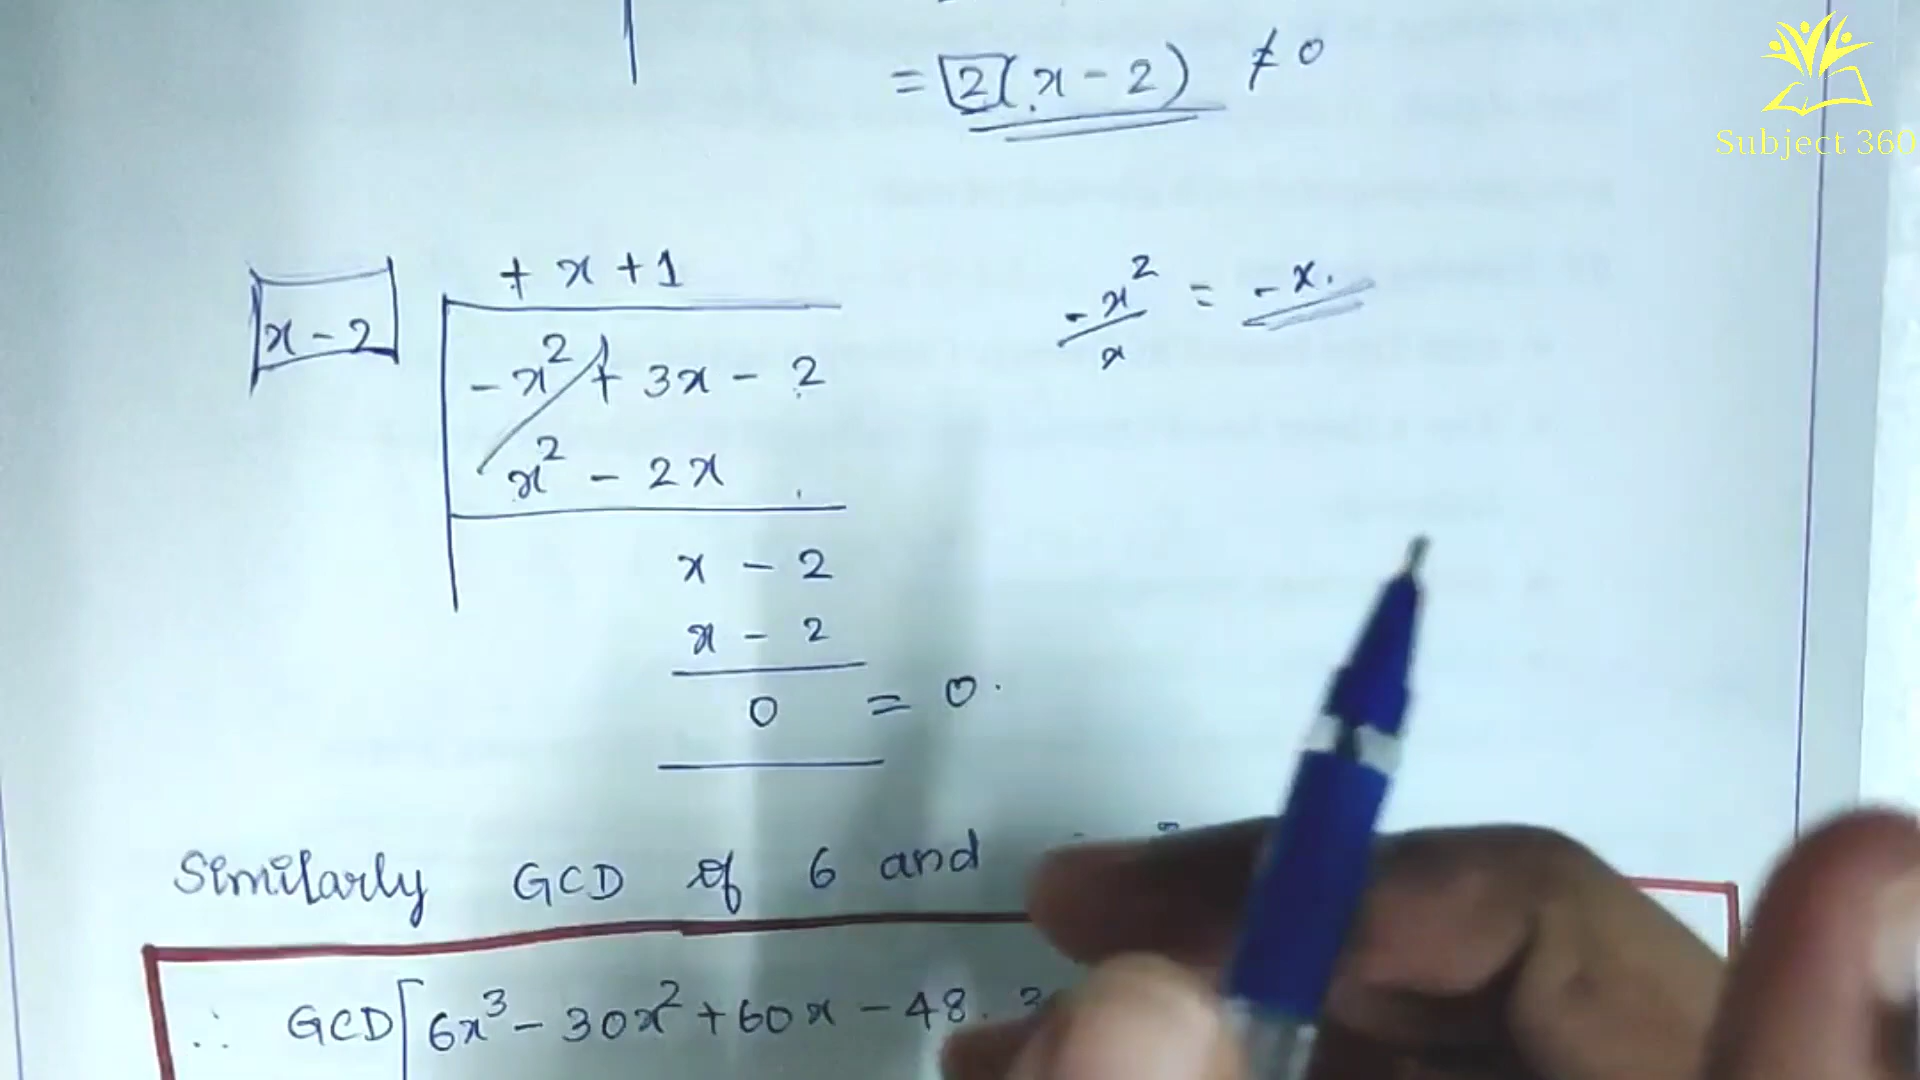 = 2(x - 2) ≠ 0
Subject 360
+ x + 1
x - 2
-x² + 3x - 2
x² - 2x
x - 2
x - 2
0 = 0.
-x²/x = -x.
Similarly GCD of 6 and
∴ GCD[6x³ - 30x² + 60x - 48, 3